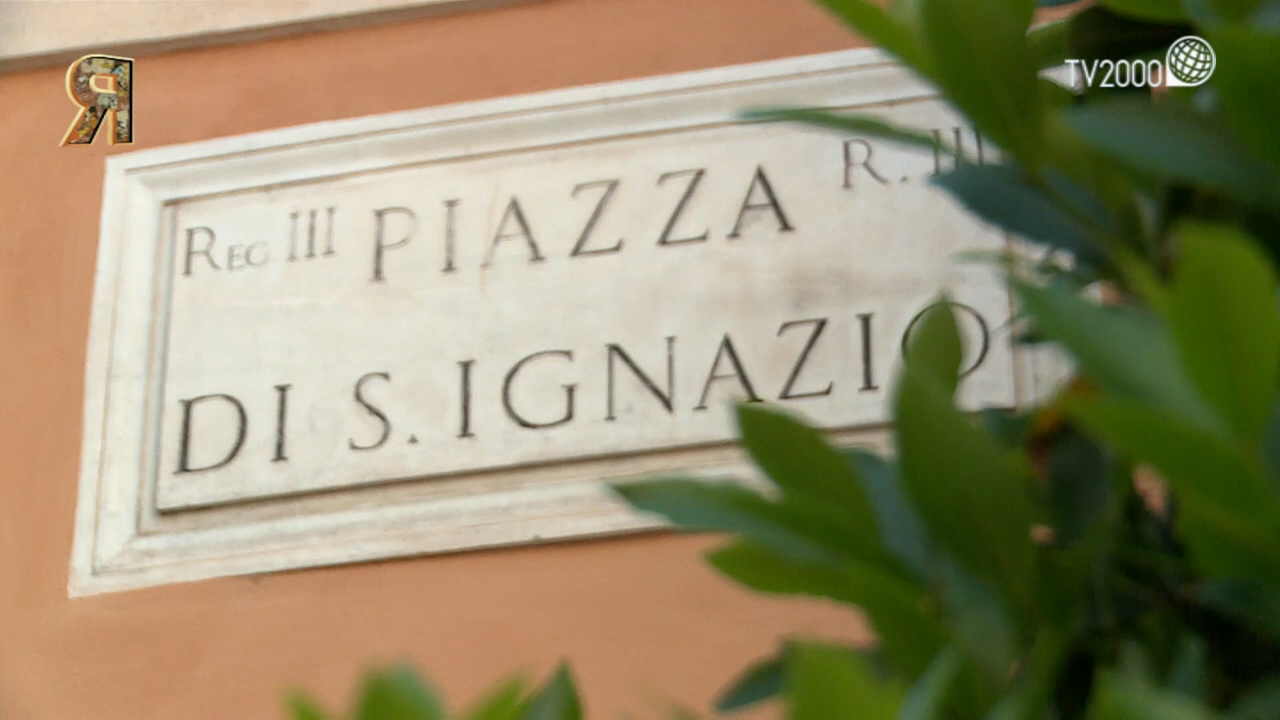 TV2000
REG III PIAZZA R. III
DI S. IGNAZIO